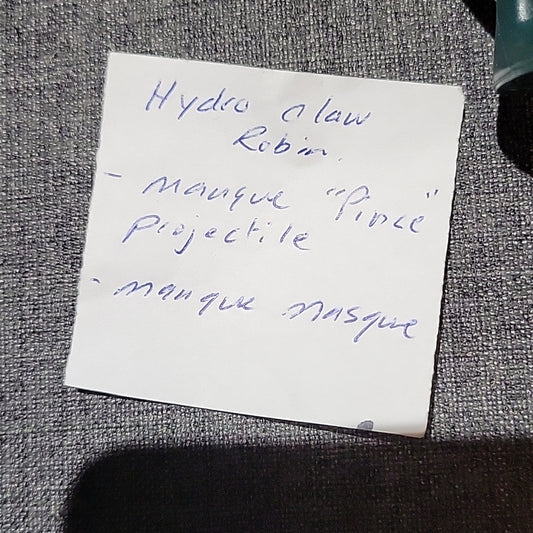 Hydro claw
Robin.
- manque "Pince"
Projectile
- manque masque